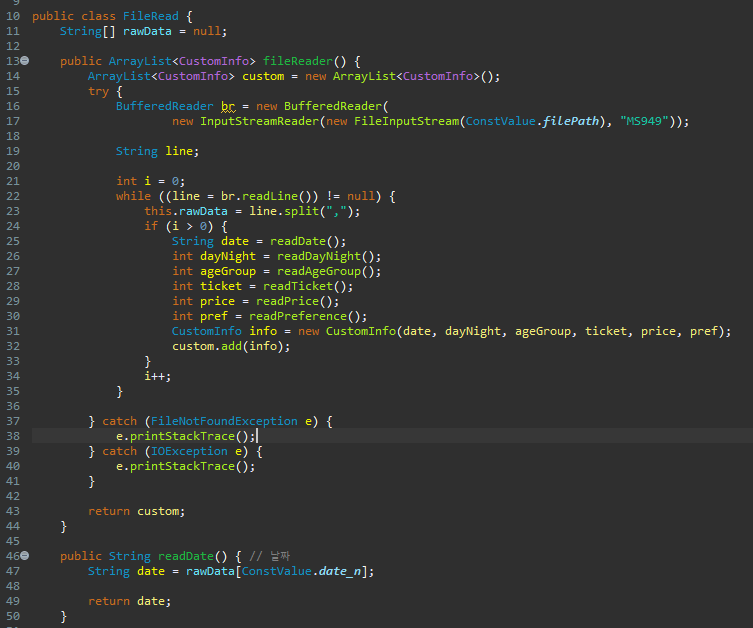 9
10 public class FileRead {
11     String[] rawData = null;
12
13     public ArrayList<CustomInfo> fileReader() {
14         ArrayList<CustomInfo> custom = new ArrayList<CustomInfo>();
15         try {
16             BufferedReader br = new BufferedReader(
17                     new InputStreamReader(new FileInputStream(ConstValue.filePath), "MS949"));
18
19             String line;
20
21             int i = 0;
22             while ((line = br.readLine()) != null) {
23                 this.rawData = line.split(",");
24                 if (i > 0) {
25                     String date = readDate();
26                     int dayNight = readDayNight();
27                     int ageGroup = readAgeGroup();
28                     int ticket = readTicket();
29                     int price = readPrice();
30                     int pref = readPreference();
31                     CustomInfo info = new CustomInfo(date, dayNight, ageGroup, ticket, price, pref);
32                     custom.add(info);
33                 }
34                 i++;
35             }
36
37         } catch (FileNotFoundException e) {
38             e.printStackTrace();
39         } catch (IOException e) {
40             e.printStackTrace();
41         }
42
43         return custom;
44     }
45
46     public String readDate() { // 날짜
47         String date = rawData[ConstValue.date_n];
48
49         return date;
50     }